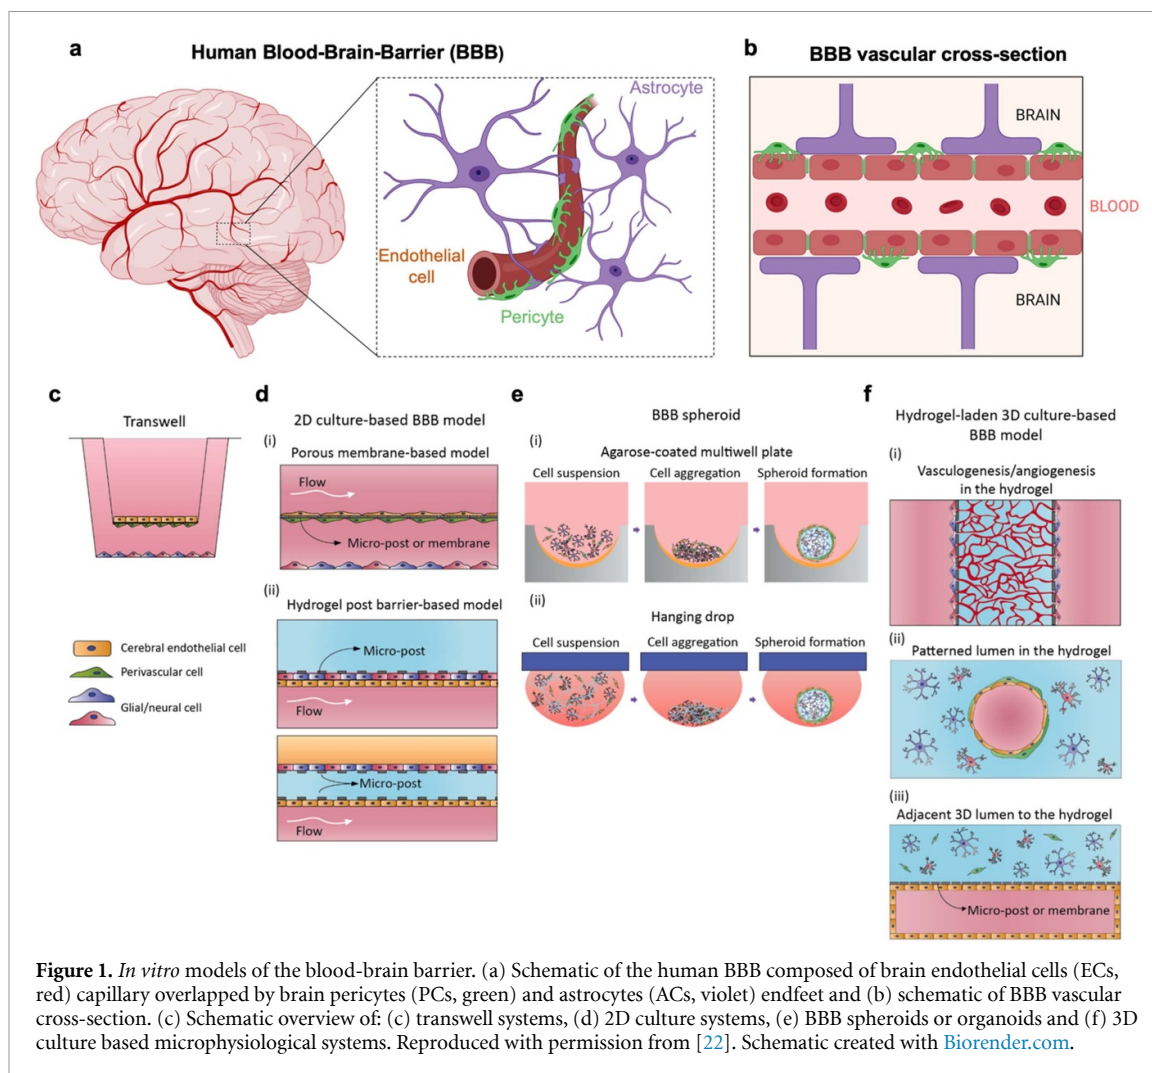 a
Human Blood-Brain-Barrier (BBB)
Astrocyte
Endothelial
cell
Pericyte
b
BBB vascular cross-section
BRAIN
BLOOD
BRAIN
c
Transwell
Cerebral endothelial cell
Perivascular cell
Glial/neural cell
d
2D culture-based BBB model
(i)
Porous membrane-based model
Flow
Micro-post or membrane
(ii)
Hydrogel post barrier-based model
Micro-post
Flow
Micro-post
Flow
e
BBB spheroid
(i)
Agarose-coated multiwell plate
Cell suspension
Cell aggregation
Spheroid formation
(ii)
Hanging drop
Cell suspension
Cell aggregation
Spheroid formation
f
Hydrogel-laden 3D culture-based
BBB model
(i)
Vasculogenesis/angiogenesis
in the hydrogel
(ii)
Patterned lumen in the hydrogel
(iii)
Adjacent 3D lumen to the hydrogel
Micro-post or membrane
Figure 1. In vitro models of the blood-brain barrier. (a) Schematic of the human BBB composed of brain endothelial cells (ECs,
red) capillary overlapped by brain pericytes (PCs, green) and astrocytes (ACs, violet) endfeet and (b) schematic of BBB vascular
cross-section. (c) Schematic overview of: (c) transwell systems, (d) 2D culture systems, (e) BBB spheroids or organoids and (f) 3D
culture based microphysiological systems. Reproduced with permission from [22]. Schematic created with Biorender.com.